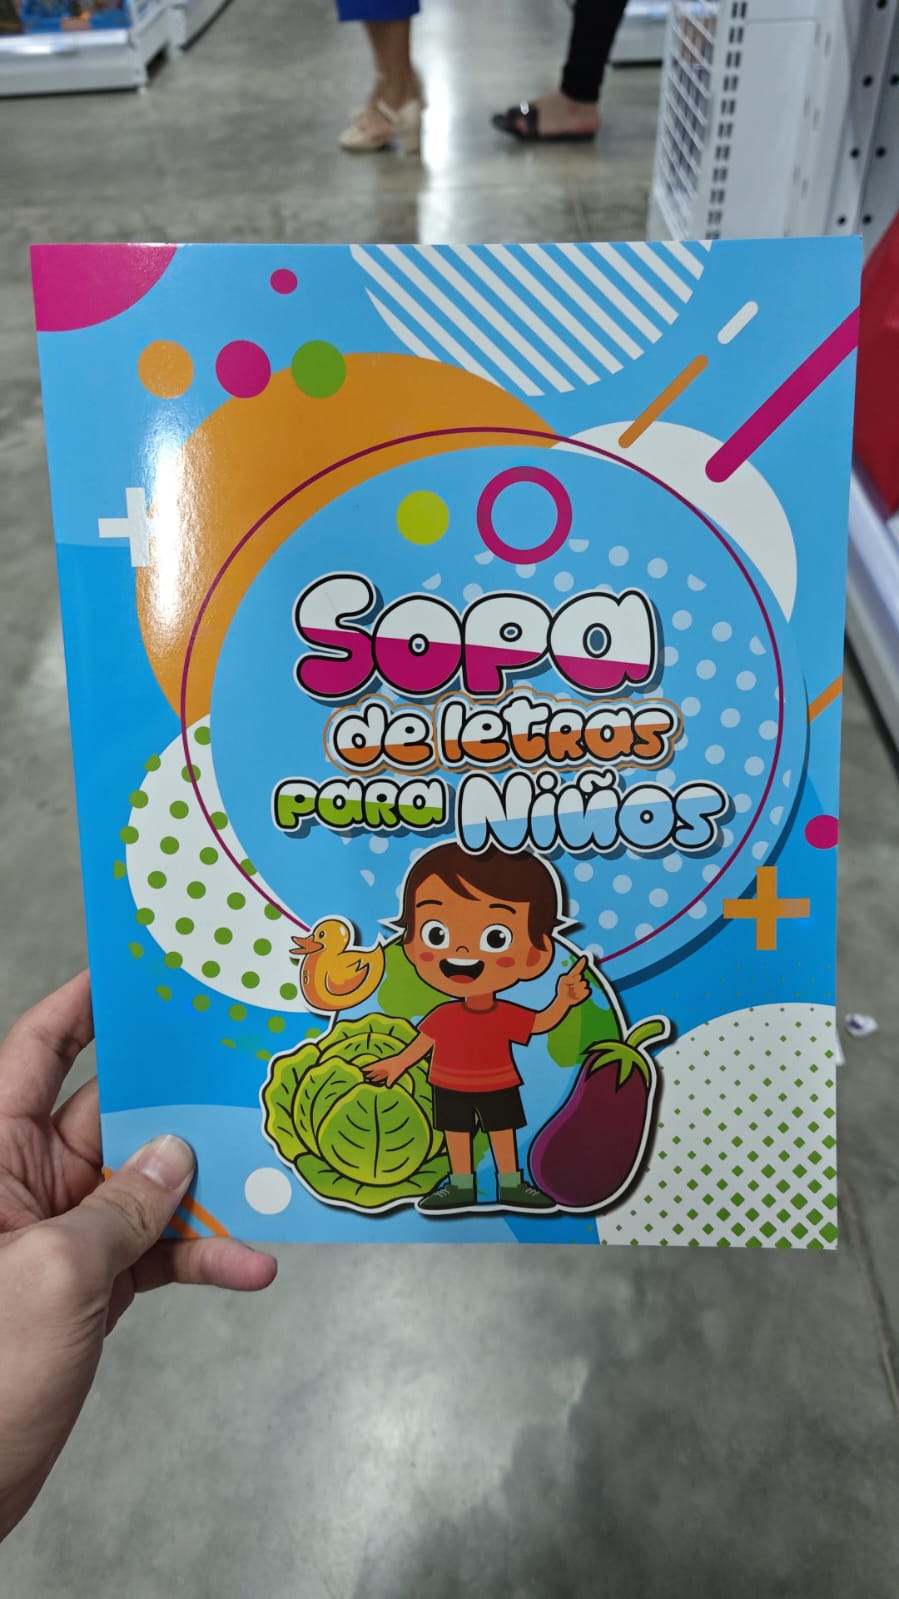 Sopa
de letras
para Niños